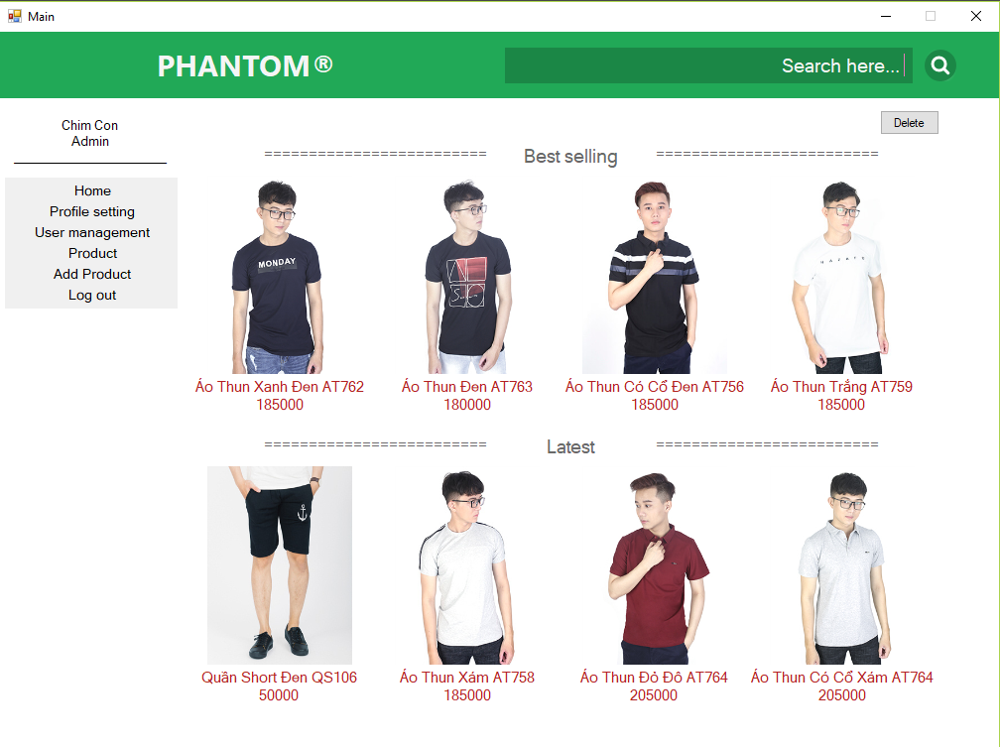 Main
PHANTOM®
Search here...
Chim Con
Admin
Delete
Home
Profile setting
User management
Product
Add Product
Log out
========================= Best selling =========================
MONDAY
Áo Thun Xanh Đen AT762
185000
Áo Thun Đen AT763
180000
Áo Thun Có Cổ Đen AT756
185000
Áo Thun Trắng AT759
185000
========================= Latest =========================
Quần Short Đen QS106
50000
Áo Thun Xám AT758
185000
Áo Thun Đỏ Đô AT764
205000
Áo Thun Có Cổ Xám AT764
205000